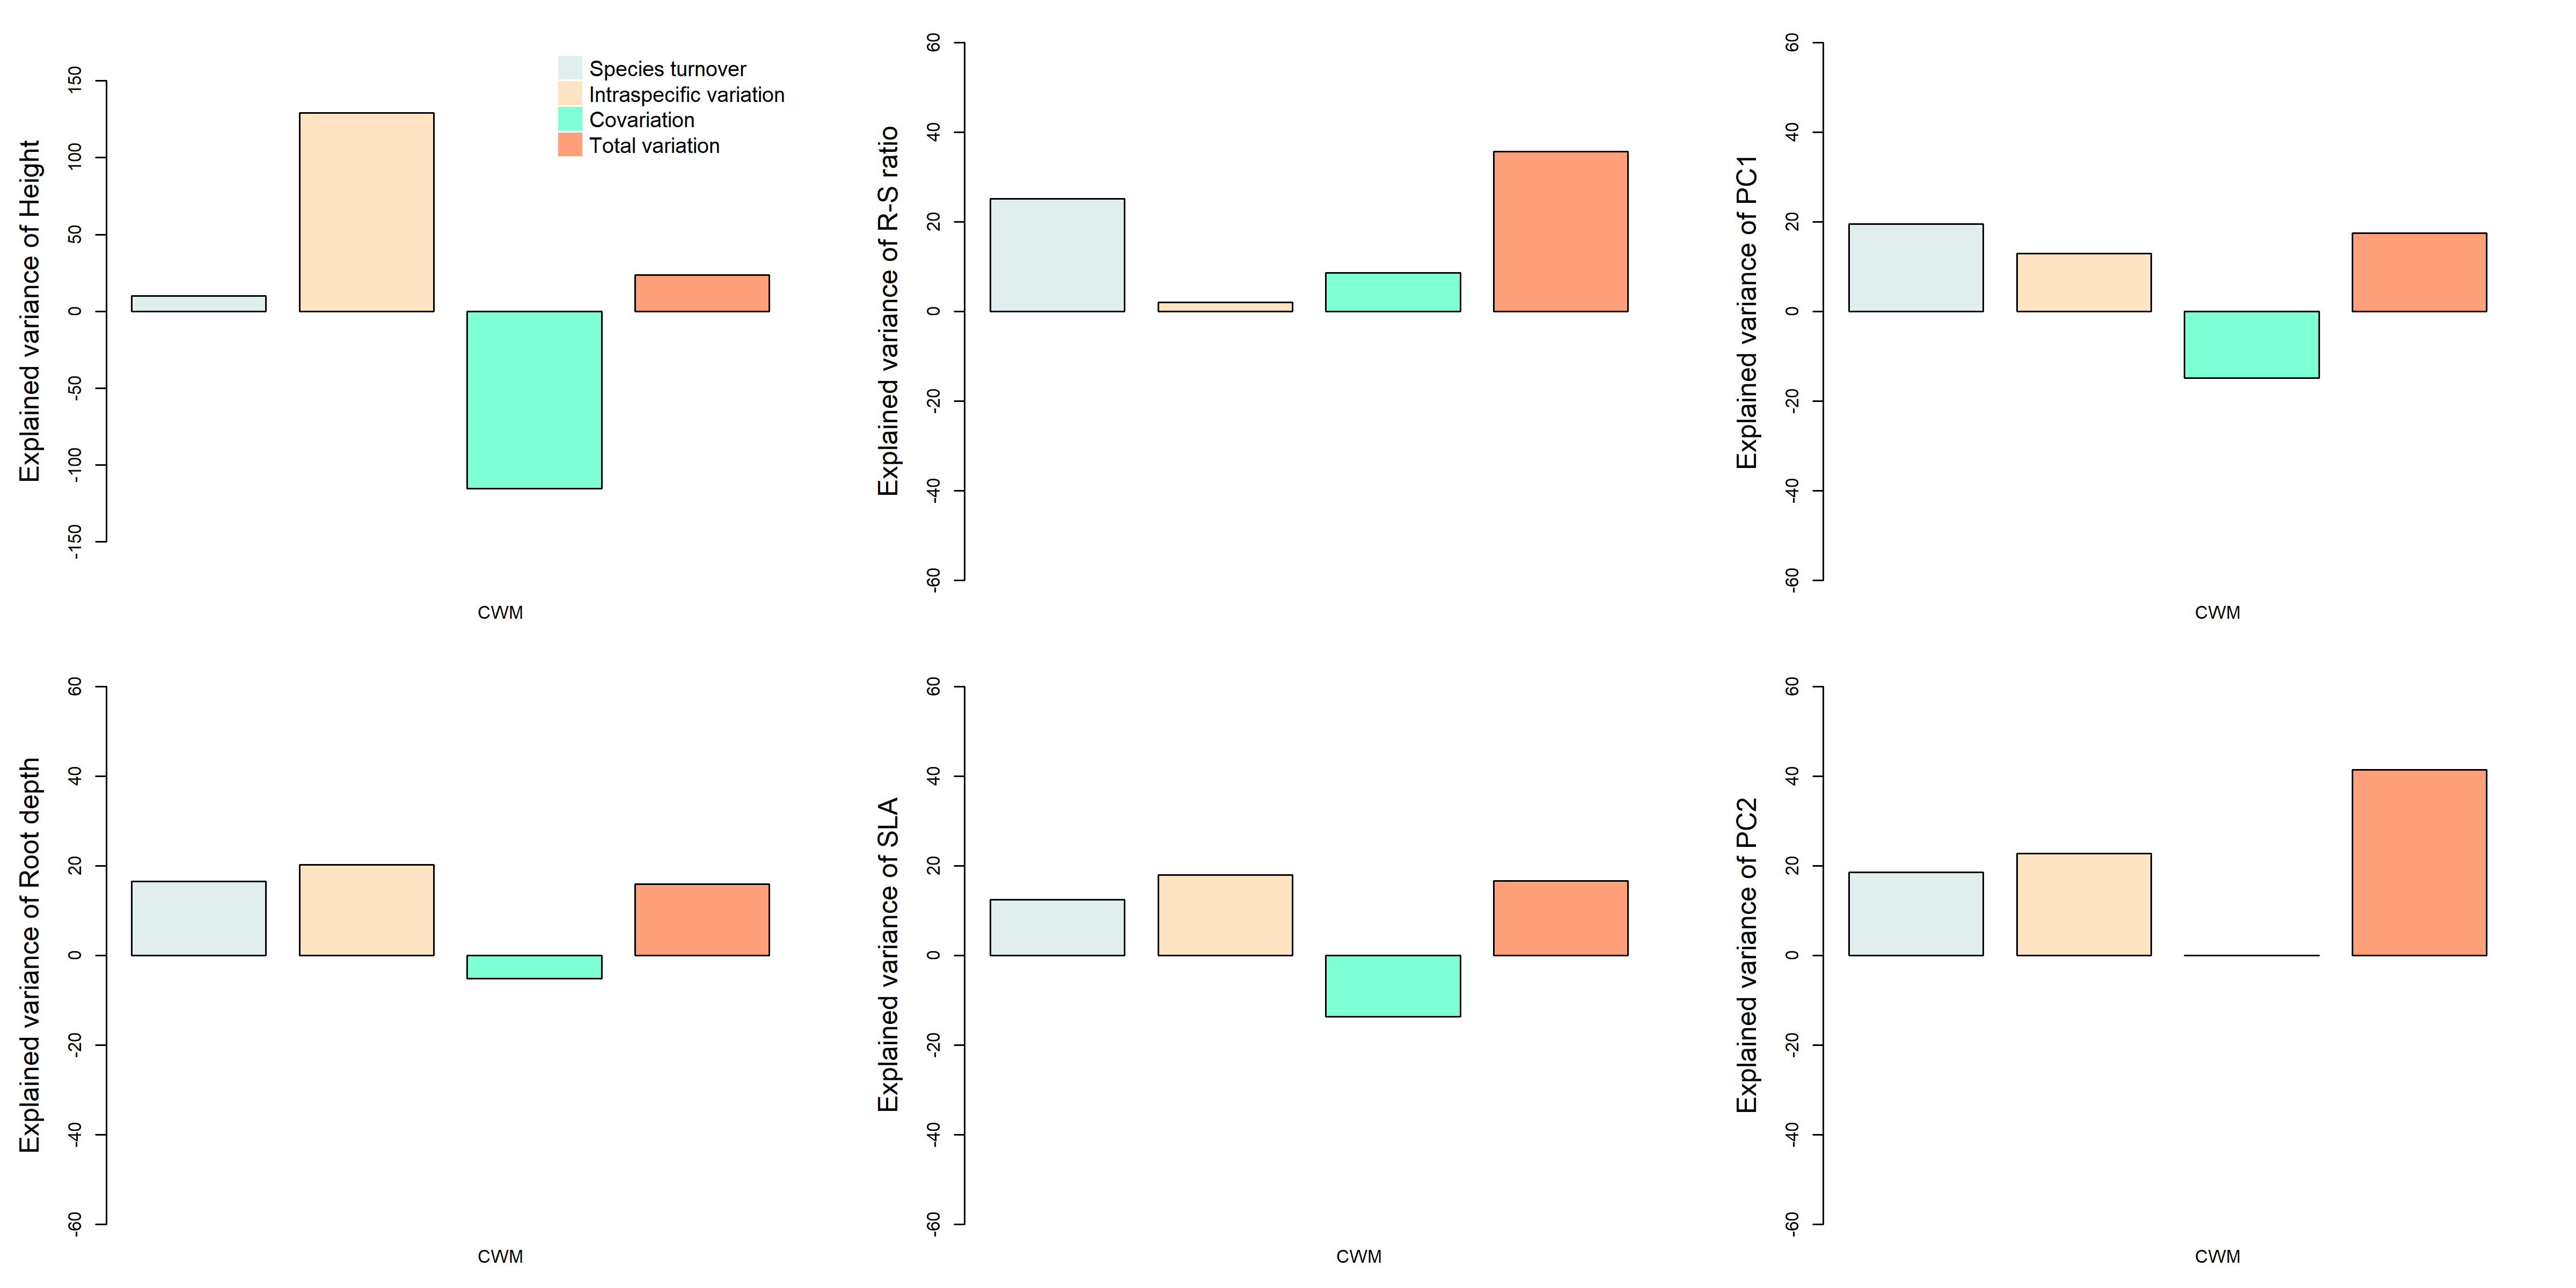 Explained variance of Height
150
100
50
0
-50
-100
-150
Species turnover
Intraspecific variation
Covariation
Total variation
CWM
Explained variance of R-S ratio
60
40
20
0
-20
-40
-60
Explained variance of PC1
60
40
20
0
-20
-40
-60
CWM
Explained variance of Root depth
60
40
20
0
-20
-40
-60
CWM
Explained variance of SLA
60
40
20
0
-20
-40
-60
CWM
Explained variance of PC2
60
40
20
0
-20
-40
-60
CWM